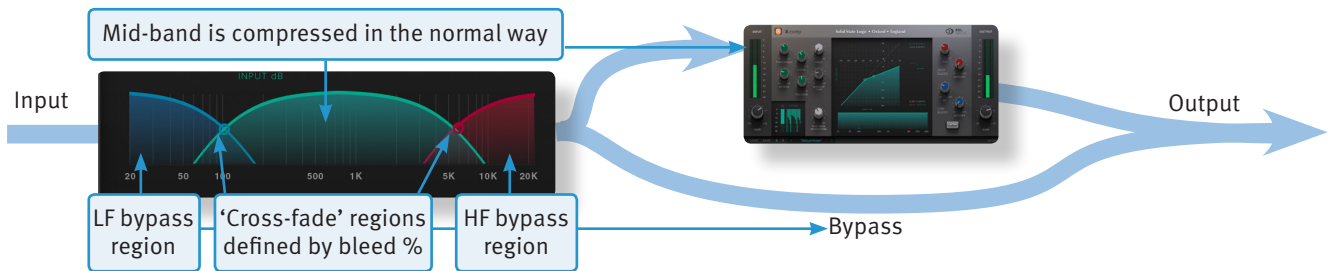 Mid-band is compressed in the normal way
Solid State Logic • Oxford • England
INPUT
OUTPUT
INPUT dB
Input
Output
20 50 100 500 1K 5K 10K 20K
LF bypass
region
‘Cross-fade’ regions
defined by bleed %
HF bypass
region
Bypass